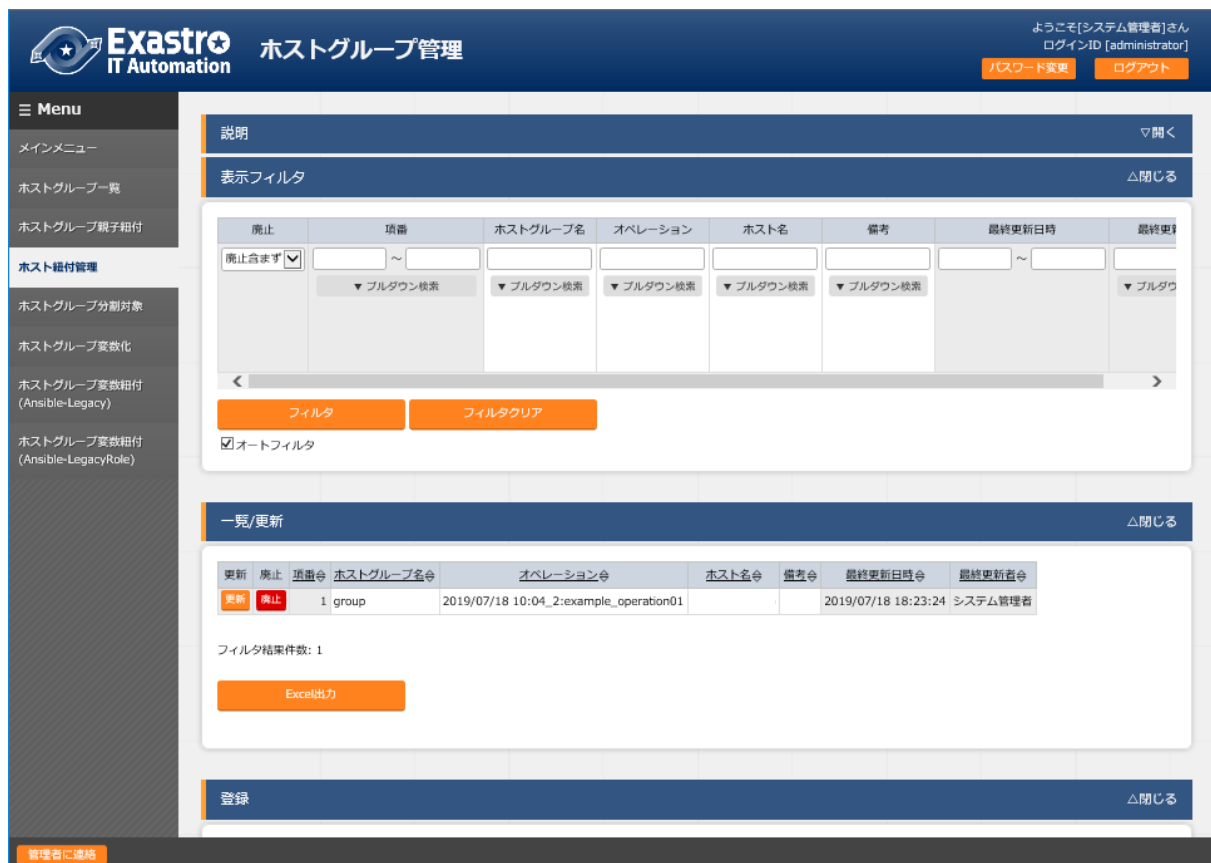 ようこそ[システム管理者]さん
ログインID [administrator]
Exastro
IT Automation
ホストグループ管理
パスワード変更 ログアウト
Menu
メインメニュー
ホストグループ一覧
ホストグループ親子紐付
ホスト紐付管理
ホストグループ分割対象
ホストグループ変数化
ホストグループ変数紐付
(Ansible-Legacy)
ホストグループ変数紐付
(Ansible-LegacyRole)
説明 ▽開く
表示フィルタ △閉じる
廃止 項番 ホストグループ名 オペレーション ホスト名 備考 最終更新日時 最終更新
廃止含まず ~ ~
▼ プルダウン検索 ▼ プルダウン検索 ▼ プルダウン検索 ▼ プルダウン検索 ▼ プルダウン検索 ▼ プルダウ
フィルタ フィルタクリア
オートフィルタ
一覧/更新 △閉じる
更新 廃止 項番 ホストグループ名 オペレーション ホスト名 備考 最終更新日時 最終更新者
更新 廃止 1 group 2019/07/18 10:04_2:example_operation01 2019/07/18 18:23:24 システム管理者
フィルタ結果件数: 1
Excel出力
登録 △閉じる
管理者に連絡